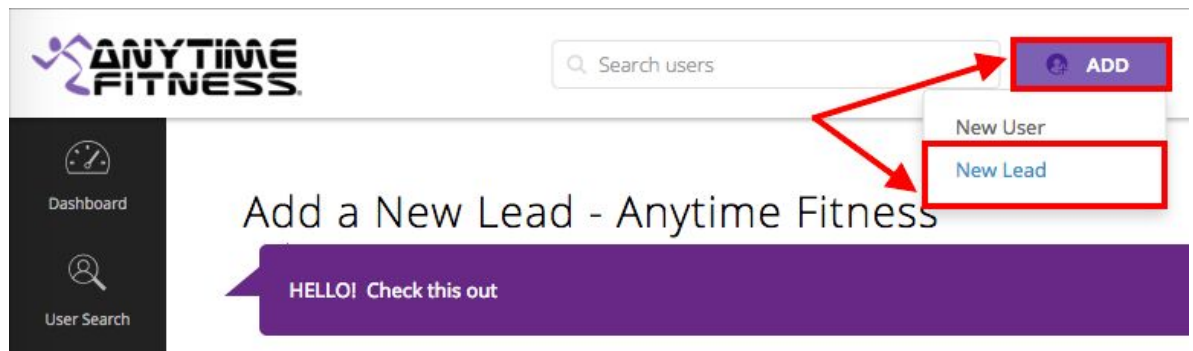 ANYTIME
FITNESS.
Search users
ADD
New User
New Lead
Dashboard
User Search
Add a New Lead - Anytime Fitness
HELLO! Check this out